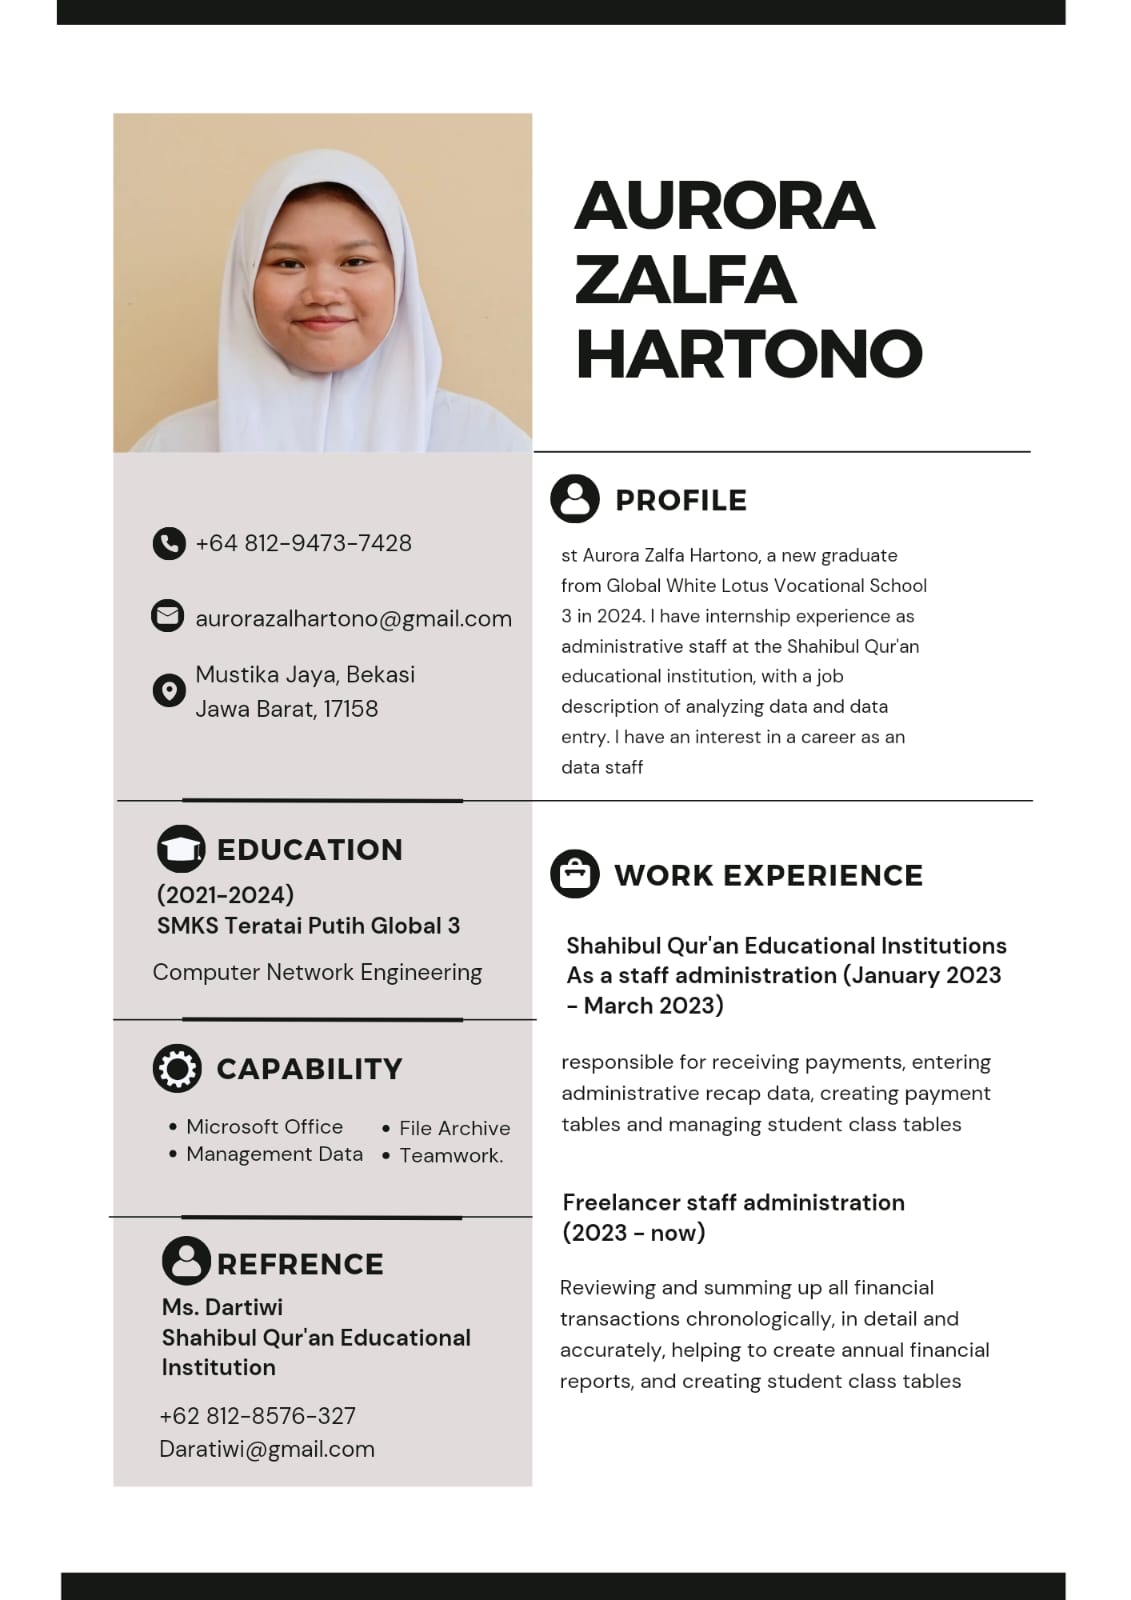 AURORA
ZALFA
HARTONO
+64 812-9473-7428
aurorazalhartono@gmail.com
Mustika Jaya, Bekasi
Jawa Barat, 17158
PROFILE
st Aurora Zalfa Hartono, a new graduate
from Global White Lotus Vocational School
3 in 2024. I have internship experience as
administrative staff at the Shahibul Qur'an
educational institution, with a job
description of analyzing data and data
entry. I have an interest in a career as an
data staff
EDUCATION
(2021-2024)
SMKS Teratai Putih Global 3
Computer Network Engineering
CAPABILITY
• Microsoft Office
• Management Data
• File Archive
• Teamwork.
REFRENCE
Ms. Dartiwi
Shahibul Qur'an Educational
Institution
+62 812-8576-327
Daratiwi@gmail.com
WORK EXPERIENCE
Shahibul Qur'an Educational Institutions
As a staff administration (January 2023
- March 2023)
responsible for receiving payments, entering
administrative recap data, creating payment
tables and managing student class tables
Freelancer staff administration
(2023 - now)
Reviewing and summing up all financial
transactions chronologically, in detail and
accurately, helping to create annual financial
reports, and creating student class tables